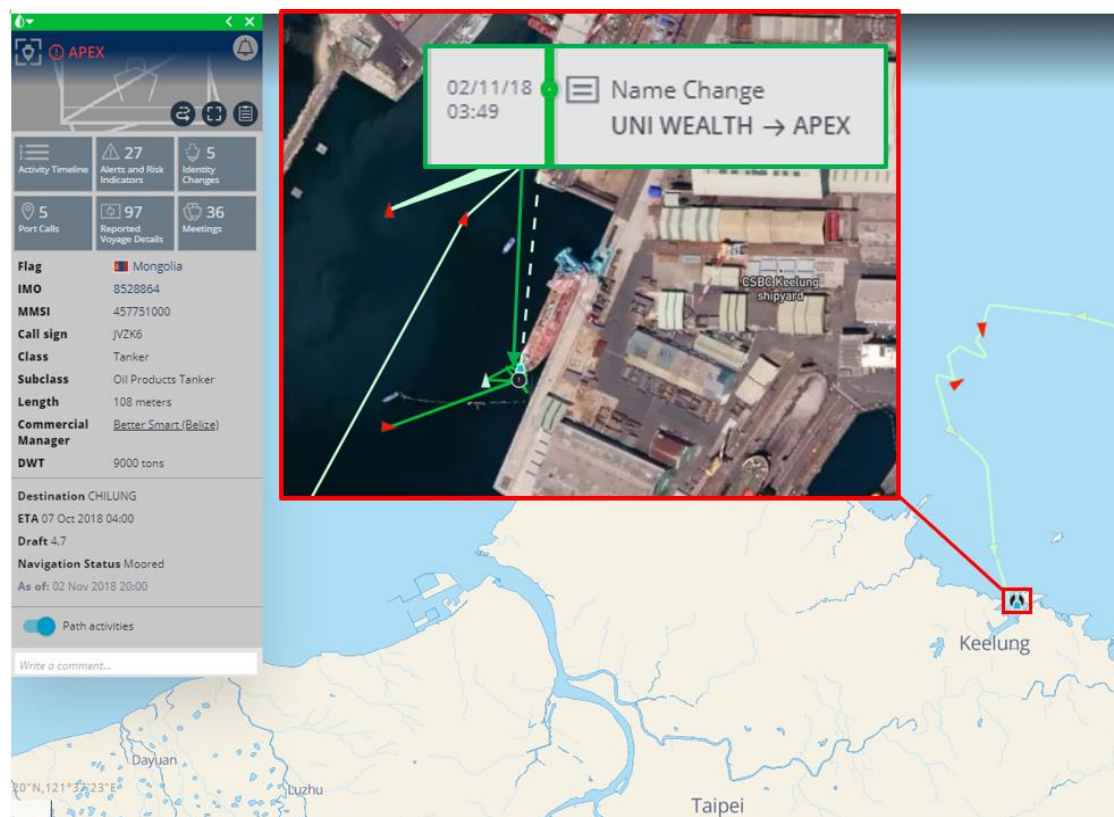 APEX
Activity Timeline
27
Alerts and Risk
Indicators
5
Identity
Changes
5
Port Calls
97
Reported
Voyage Details
36
Meetings
Flag Mongolia
IMO 8528864
MMSI 457751000
Call sign JVZK6
Class Tanker
Subclass Oil Products Tanker
Length 108 meters
Commercial
Manager Better Smart (Belize)
DWT 9000 tons
Destination CHILUNG
ETA 07 Oct 2018 04:00
Draft 4.7
Navigation Status Moored
As of: 02 Nov 2018 20:00
Path activities
Write a comment...
02/11/18
03:49
Name Change
UNI WEALTH → APEX
CSBC Keelung
shipyard
Keelung
Dayuan
20"N,121°37'23"E
Luzhu
Taipei